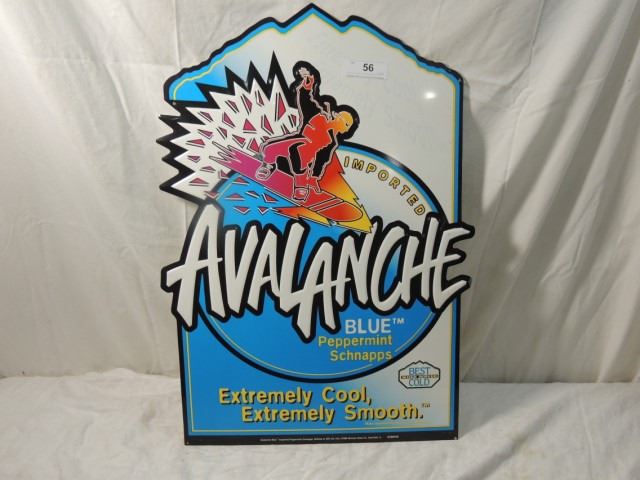 56
IMPORTED
AVALANCHE
BLUE™
Peppermint
Schnapps
BEST
COLD
Extremely Cool,
Extremely Smooth.™